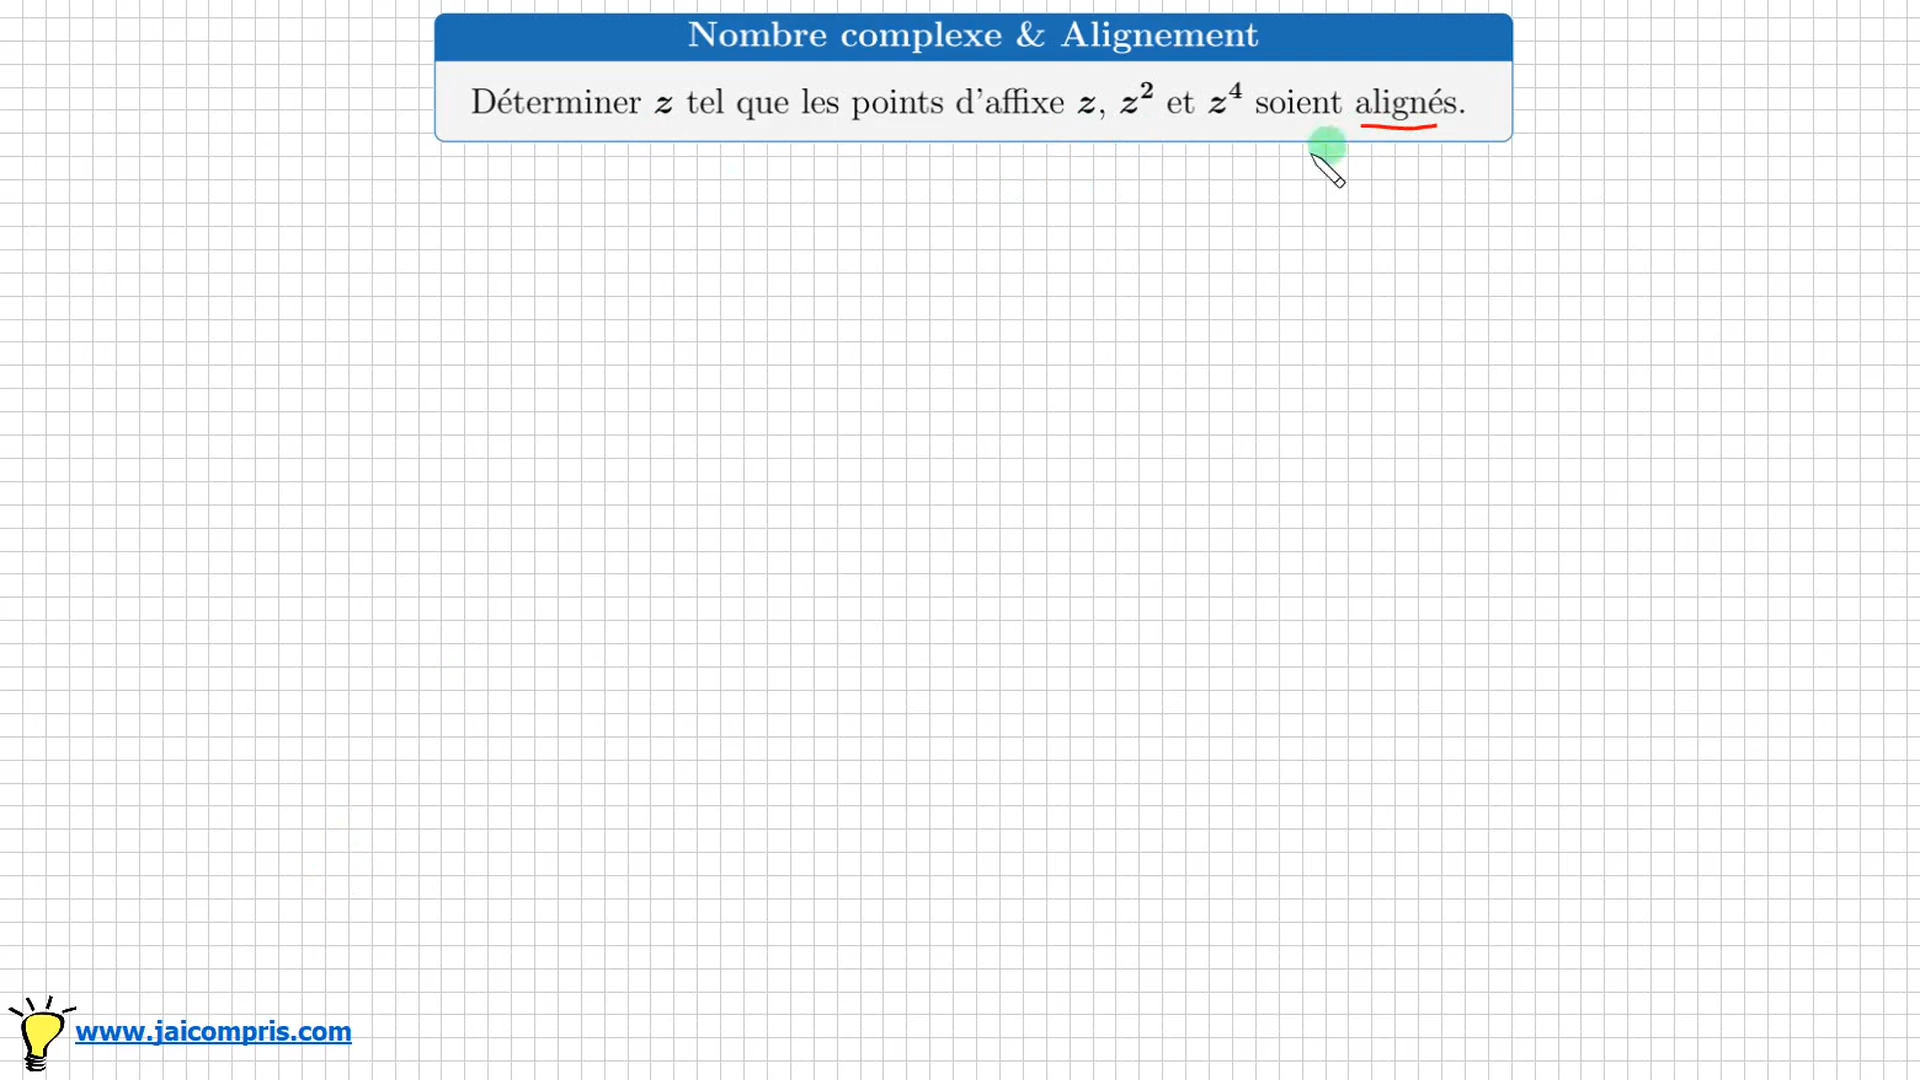 Nombre complexe & Alignement
Déterminer z tel que les points d'affixe z, z² et z⁴ soient alignés.
www.jaicompris.com